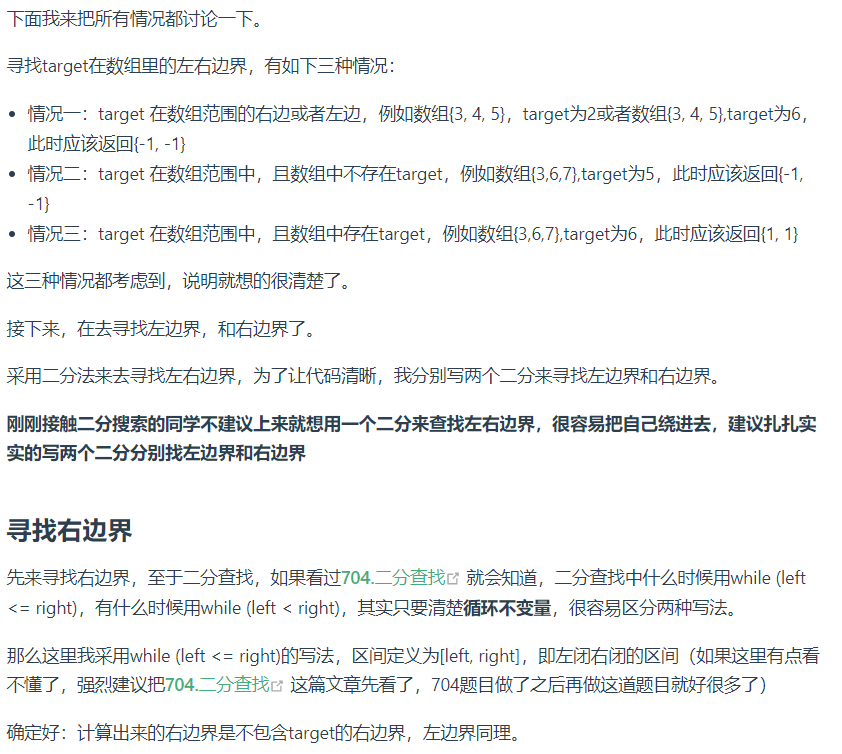 下面我来把所有情况都讨论一下。
寻找target在数组里的左右边界，有如下三种情况：
• 情况一：target 在数组范围的右边或者左边，例如数组{3, 4, 5}，target为2或者数组{3, 4, 5},target为6，
此时应该返回{-1, -1}
• 情况二：target 在数组范围中，且数组中不存在target，例如数组{3,6,7},target为5，此时应该返回{-1,
-1}
• 情况三：target 在数组范围中，且数组中存在target，例如数组{3,6,7},target为6，此时应该返回{1, 1}
这三种情况都考虑到，说明就想的很清楚了。
接下来，在去寻找左边界，和右边界了。
采用二分法来去寻找左右边界，为了让代码清晰，我分别写两个二分来寻找左边界和右边界。
刚刚接触二分搜索的同学不建议上来就想用一个二分来查找左右边界，很容易把自己绕进去，建议扎扎实
实的写两个二分分别找左边界和右边界
寻找右边界
先来寻找右边界，至于二分查找，如果看过704.二分查找 就会知道，二分查找中什么时候用while (left
<= right)，有什么时候用while (left < right)，其实只要清楚循环不变量，很容易区分两种写法。
那么这里我采用while (left <= right)的写法，区间定义为[left, right]，即左闭右闭的区间（如果这里有点看
不懂了，强烈建议把704.二分查找 这篇文章先看了，704题目做了之后再做这道题目就好很多了）
确定好：计算出来的右边界是不包含target的右边界，左边界同理。